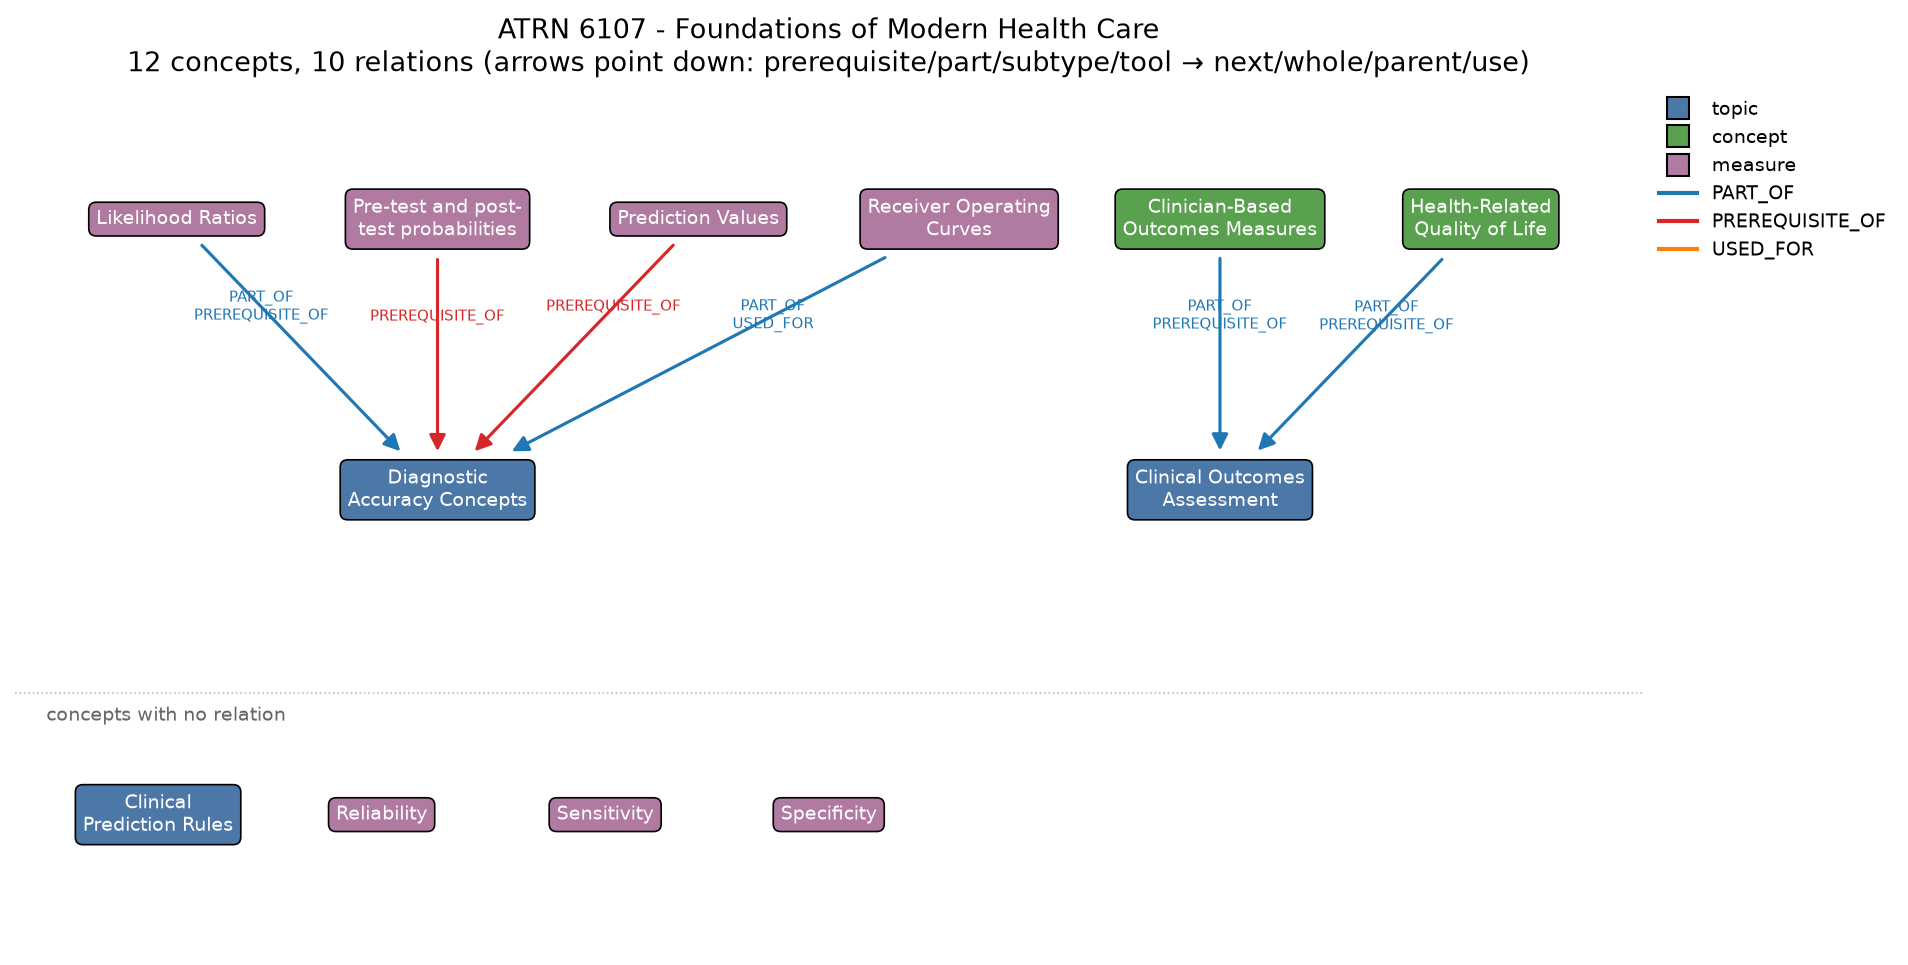 ATRN 6107 - Foundations of Modern Health Care
12 concepts, 10 relations (arrows point down: prerequisite/part/subtype/tool → next/whole/parent/use)
topic
concept
measure
PART_OF
PREREQUISITE_OF
USED_FOR
Likelihood Ratios
Pre-test and post-
test probabilities
Prediction Values
Receiver Operating
Curves
Clinician-Based
Outcomes Measures
Health-Related
Quality of Life
PART_OF
PREREQUISITE_OF
PREREQUISITE_OF
PREREQUISITE_OF
PART_OF
USED_FOR
PART_OF
PREREQUISITE_OF
PART_OF
PREREQUISITE_OF
Diagnostic
Accuracy Concepts
Clinical Outcomes
Assessment
concepts with no relation
Clinical
Prediction Rules
Reliability
Sensitivity
Specificity